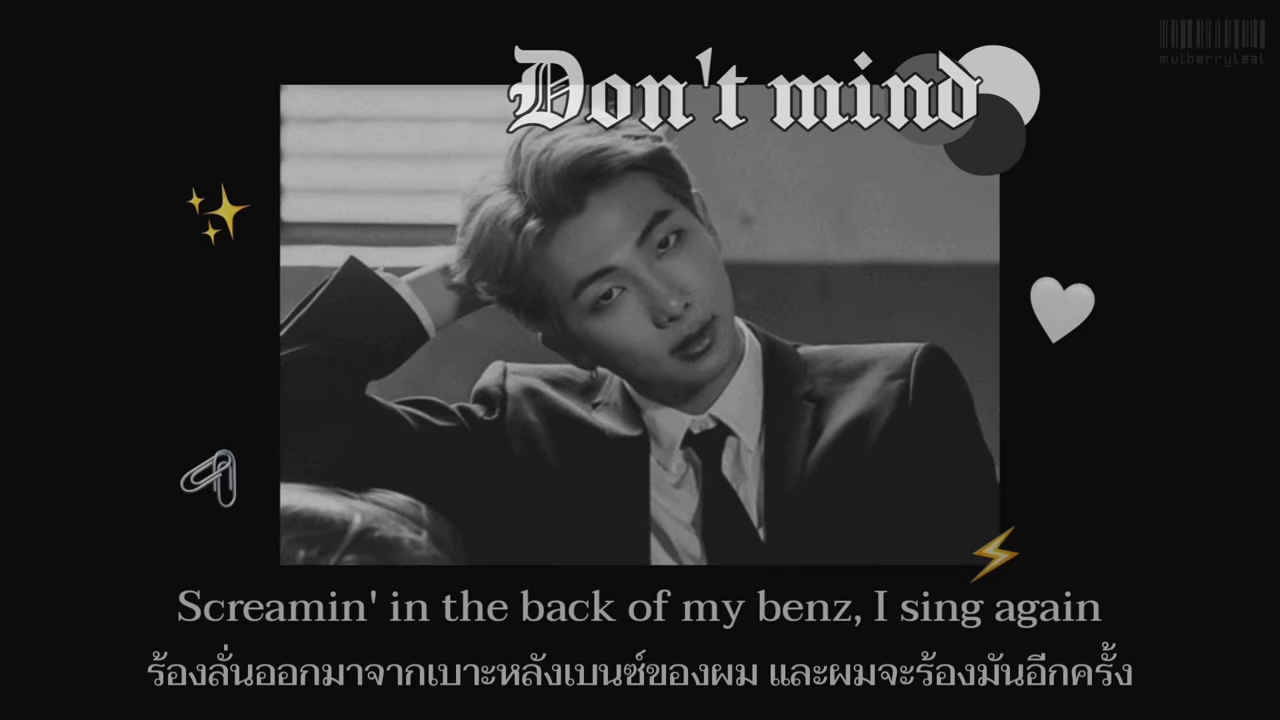 mulberryleaf
Don't mind
Screamin' in the back of my benz, I sing again
ร้องลั่นออกมาจากเบาะหลังเบนซ์ของผม และผมจะร้องมันอีกครั้ง